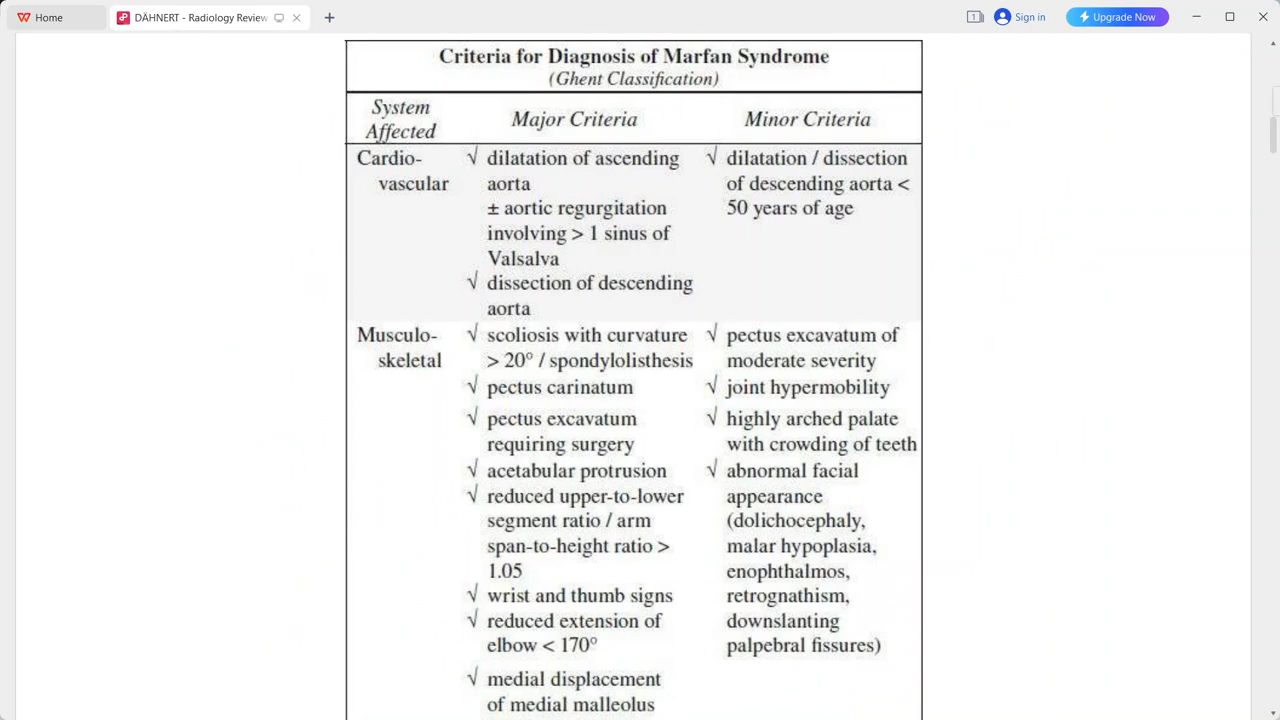 Home
DÄHNERT - Radiology Review
1
Sign in
Upgrade Now
Criteria for Diagnosis of Marfan Syndrome
(Ghent Classification)
System
Affected
Major Criteria
Minor Criteria
Cardio-
vascular
√ dilatation of ascending
aorta
± aortic regurgitation
involving > 1 sinus of
Valsalva
√ dissection of descending
aorta
√ dilatation / dissection
of descending aorta <
50 years of age
Musculo-
skeletal
√ scoliosis with curvature
> 20° / spondylolisthesis
√ pectus carinatum
√ pectus excavatum
requiring surgery
√ acetabular protrusion
√ reduced upper-to-lower
segment ratio / arm
span-to-height ratio >
1.05
√ wrist and thumb signs
√ reduced extension of
elbow < 170°
√ medial displacement
of medial malleolus
√ pectus excavatum of
moderate severity
√ joint hypermobility
√ highly arched palate
with crowding of teeth
√ abnormal facial
appearance
(dolichocephaly,
malar hypoplasia,
enophthalmos,
retrognathism,
downslanting
palpebral fissures)